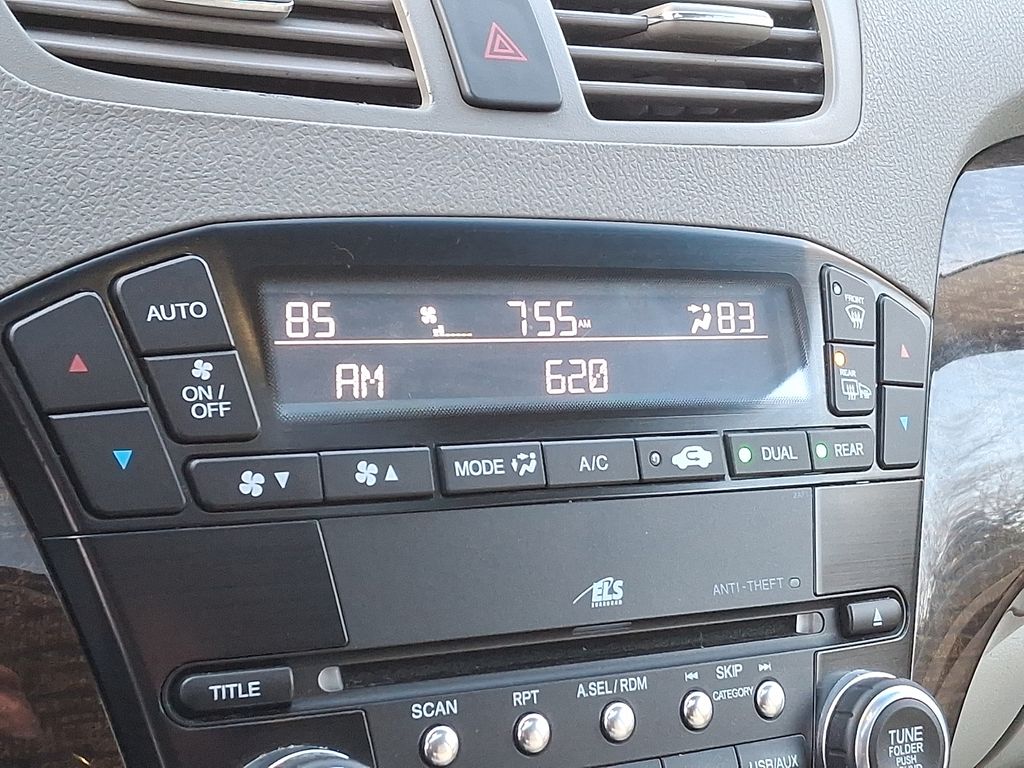 AUTO
85 7:55 AM 83
FRONT
ON / OFF
AM 620
REAR
MODE A/C DUAL REAR
ELS
ANTI-THEFT
TITLE
SCAN RPT A.SEL/RDM SKIP
CATEGORY
TUNE
FOLDER
PUSH
USB/AUX